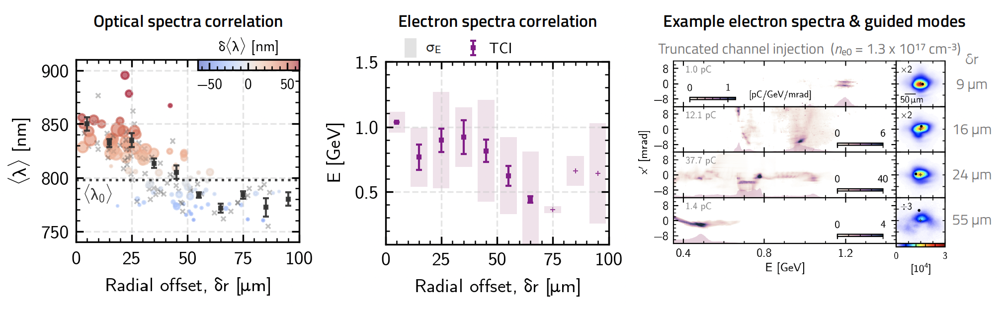 Optical spectra correlation
δ⟨λ⟩ [nm]
−50 0 50
900
850
800
750
⟨λ⟩ [nm]
⟨λ0⟩
0 25 50 75 100
Radial offset, δr [μm]
Electron spectra correlation
σE TCI
1.5
1.0
0.5
E [GeV]
0 25 50 75 100
Radial offset, δr [μm]
Example electron spectra & guided modes
Truncated channel injection (ne0 = 1.3 x 10¹⁷ cm⁻³)
δr
8
0
−8
1.0 pC
0 1
[pC/GeV/mrad]
×2
50 μm
9 μm
8
0
−8
12.1 pC
0 6
×2
16 μm
8
0
−8
37.7 pC
0 40
24 μm
8
0
−8
1.4 pC
0 4
÷3
55 μm
x′ [mrad]
0.4 0.8 1.2
E [GeV]
0 3
[10⁴]